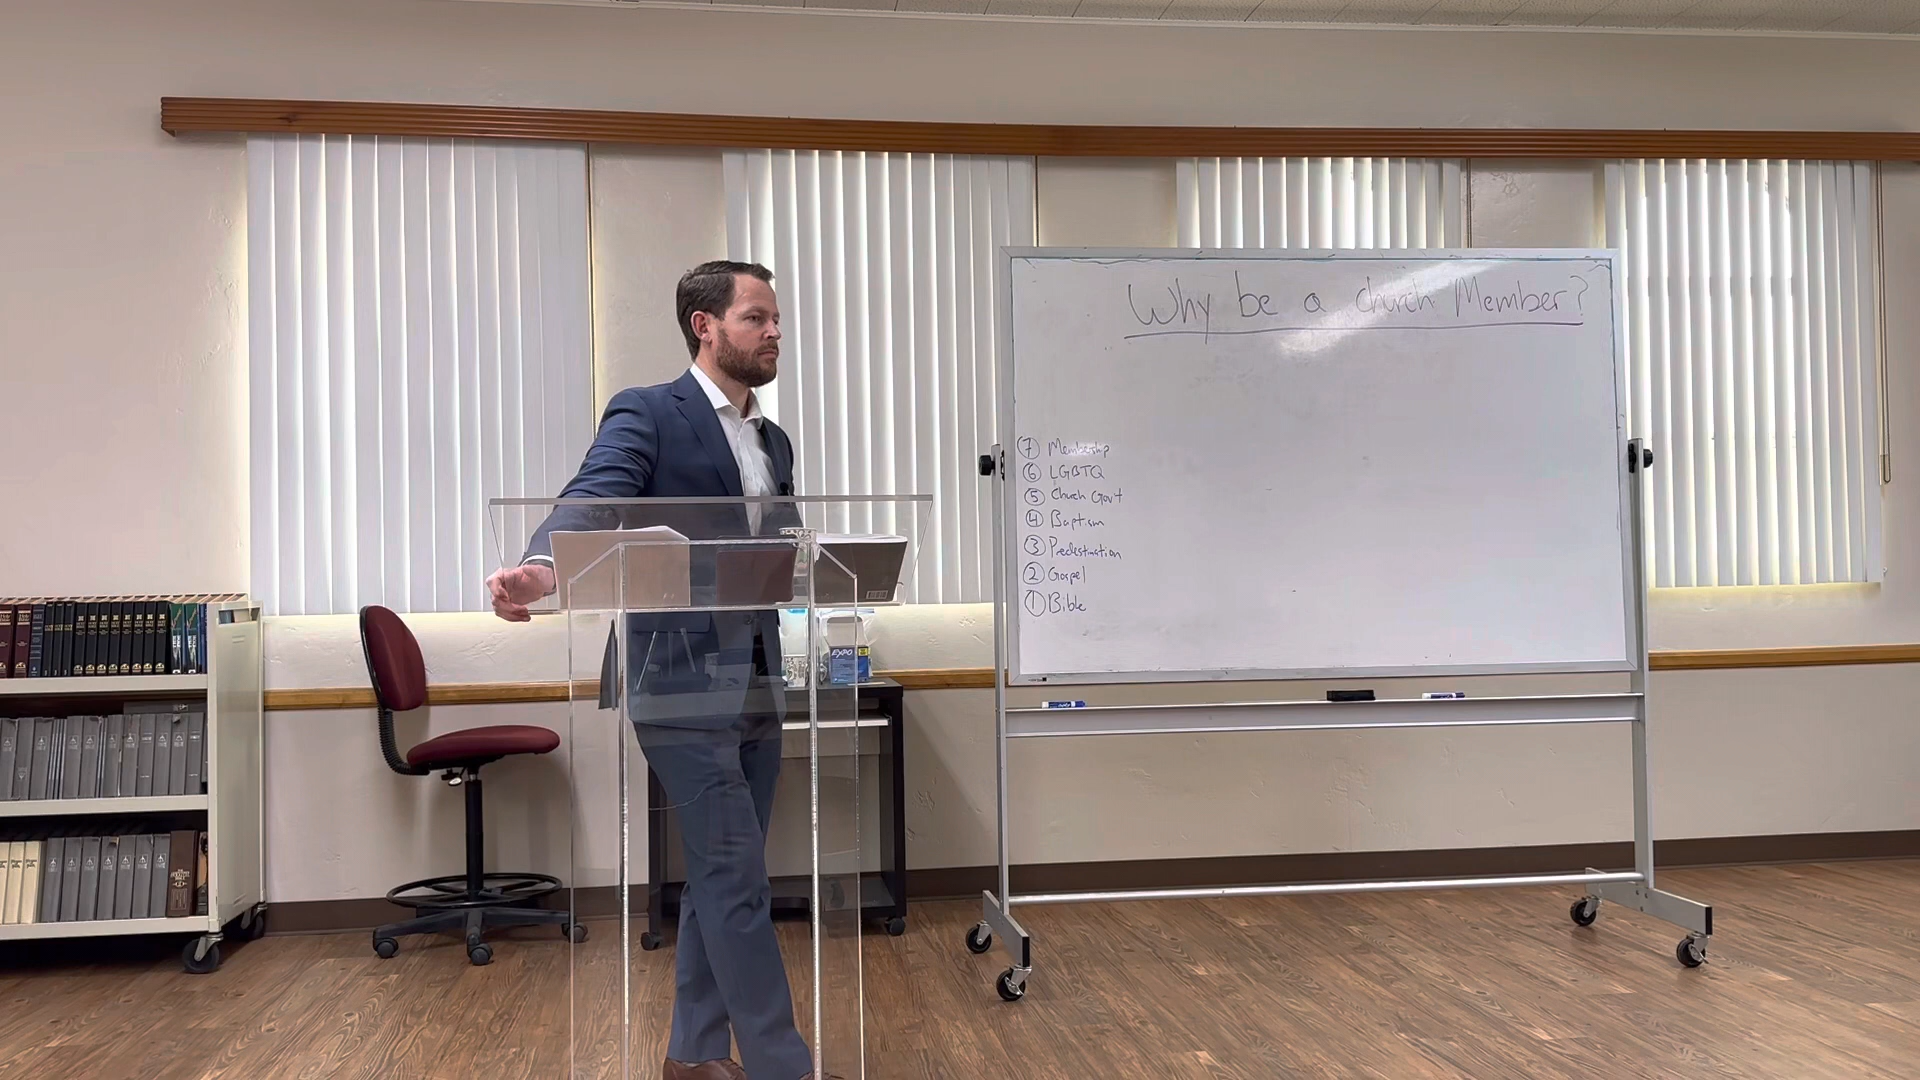 Why be a church Member?
⑦ Membership
⑥ LGBTQ
⑤ Church Gov't
④ Baptism
③ Predestination
② Gospel
① Bible
EXPO